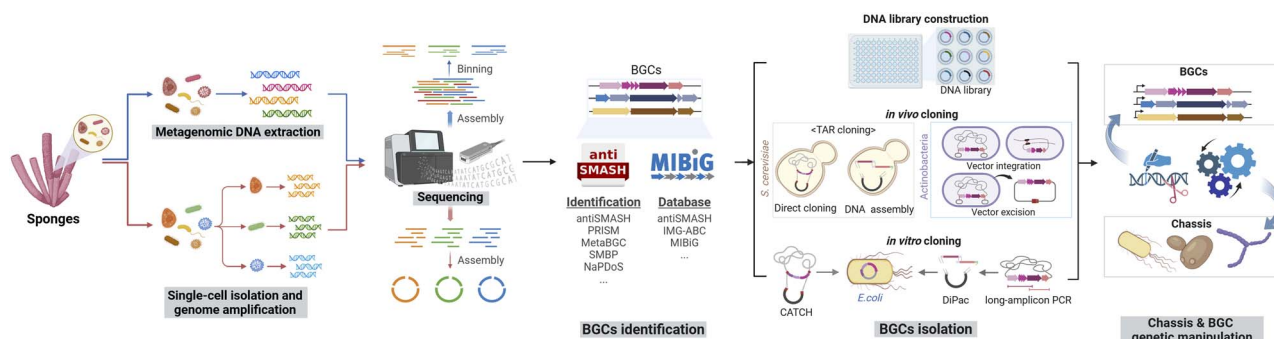 Sponges
Metagenomic DNA extraction
Single-cell isolation and
genome amplification
Binning
Assembly
Sequencing
Assembly
BGCs
anti
SMASH
MIBiG
Identification
antiSMASH
PRISM
MetaBGC
SMBP
NaPDoS
...
Database
antiSMASH
IMG-ABC
MIBiG
...
BGCs identification
DNA library construction
DNA library
in vivo cloning
<TAR cloning>
S. cerevisiae
Direct cloning
DNA assembly
Actinobacteria
Vector integration
Vector excision
in vitro cloning
CATCH
E.coli
DiPac
long-amplicon PCR
BGCs isolation
BGCs
Chassis
Chassis & BGC
genetic manipulation